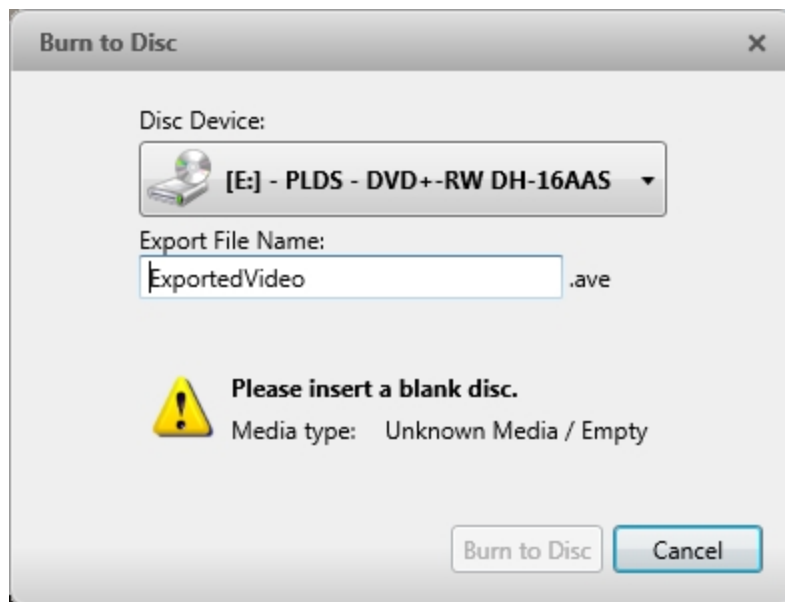 Burn to Disc
Disc Device:
[E:] - PLDS - DVD+-RW DH-16AAS
Export File Name:
ExportedVideo .ave
Please insert a blank disc.
Media type: Unknown Media / Empty
Burn to Disc Cancel